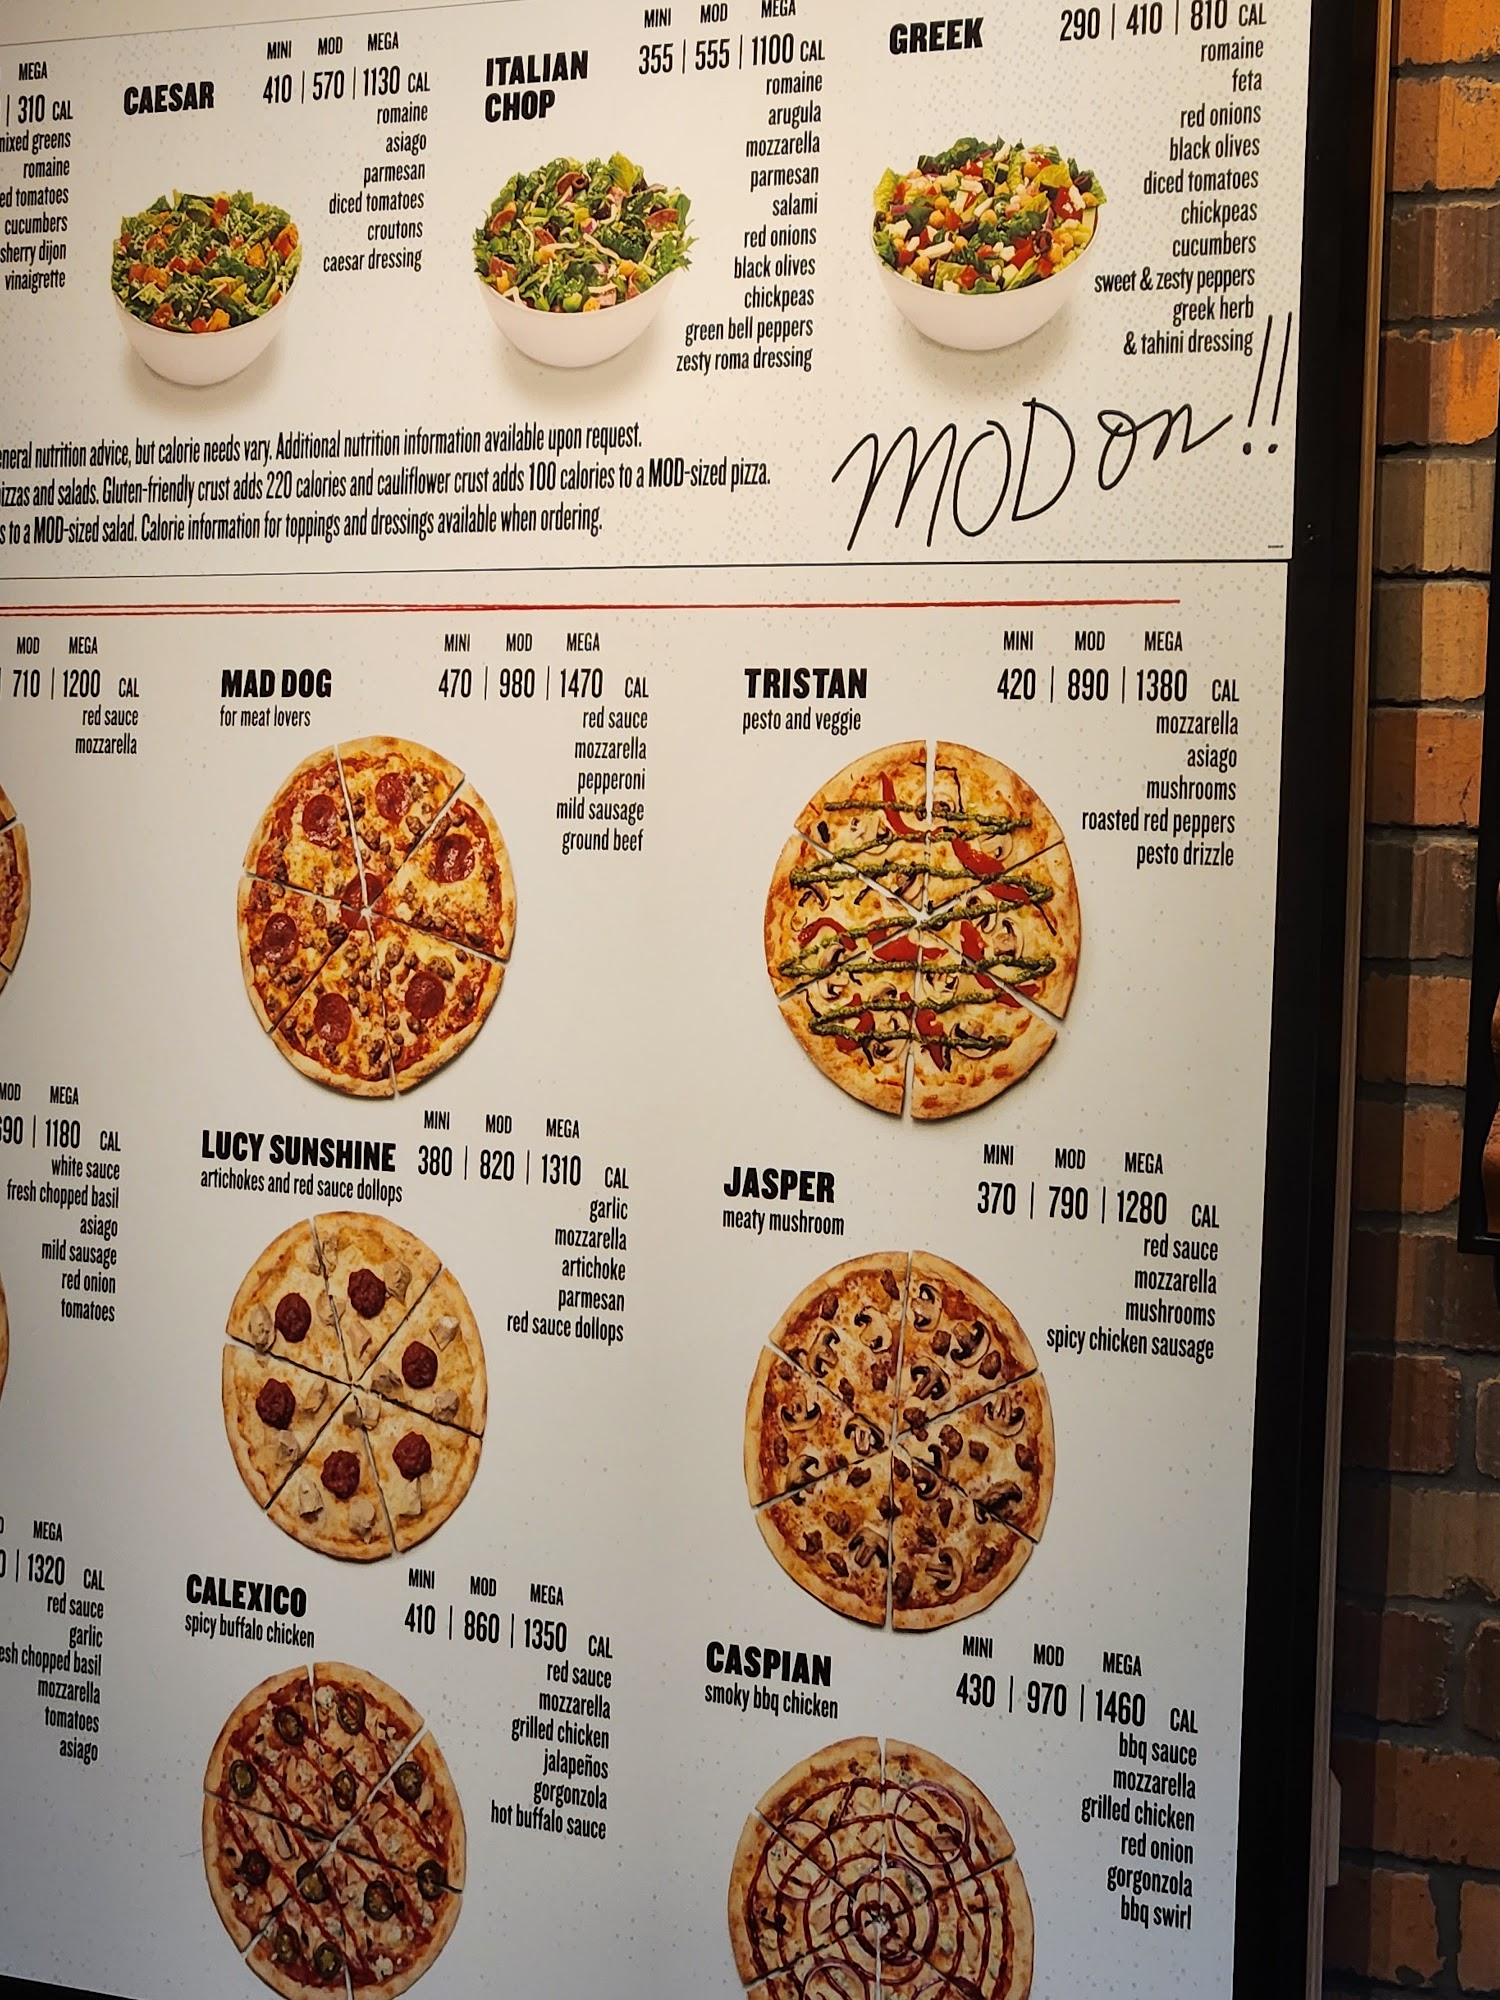 MEGA
| 310 CAL
mixed greens
romaine
cucumbers
sherry dijon
vinaigrette
CAESAR
MINI MOD MEGA
410 | 570 | 1130 CAL
romaine
asiago
parmesan
diced tomatoes
croutons
caesar dressing
ITALIAN
CHOP
MINI MOD MEGA
355 | 555 | 1100 CAL
romaine
arugula
mozzarella
parmesan
salami
red onions
black olives
chickpeas
green bell peppers
zesty roma dressing
GREEK
290 | 410 | 810 CAL
romaine
feta
red onions
black olives
diced tomatoes
chickpeas
cucumbers
sweet & zesty peppers
greek herb
& tahini dressing
eneral nutrition advice, but calorie needs vary. Additional nutrition information available upon request.
izzas and salads. Gluten-friendly crust adds 220 calories and cauliflower crust adds 100 calories to a MOD-sized pizza.
s to a MOD-sized salad. Calorie information for toppings and dressings available when ordering.
MOD on!!
MOD MEGA
710 | 1200 CAL
red sauce
mozzarella
MAD DOG
for meat lovers
MINI MOD MEGA
470 | 980 | 1470 CAL
red sauce
mozzarella
pepperoni
mild sausage
ground beef
TRISTAN
pesto and veggie
MINI MOD MEGA
420 | 890 | 1380 CAL
mozzarella
asiago
mushrooms
roasted red peppers
pesto drizzle
MOD MEGA
90 | 1180 CAL
white sauce
fresh chopped basil
asiago
mild sausage
red onion
tomatoes
LUCY SUNSHINE
artichokes and red sauce dollops
MINI MOD MEGA
380 | 820 | 1310 CAL
garlic
mozzarella
artichoke
parmesan
red sauce dollops
JASPER
meaty mushroom
MINI MOD MEGA
370 | 790 | 1280 CAL
red sauce
mozzarella
mushrooms
spicy chicken sausage
MEGA
0 | 1320 CAL
red sauce
garlic
esh chopped basil
mozzarella
tomatoes
asiago
CALEXICO
spicy buffalo chicken
MINI MOD MEGA
410 | 860 | 1350 CAL
red sauce
mozzarella
grilled chicken
jalapeños
gorgonzola
hot buffalo sauce
CASPIAN
smoky bbq chicken
MINI MOD MEGA
430 | 970 | 1460 CAL
bbq sauce
mozzarella
grilled chicken
red onion
gorgonzola
bbq swirl